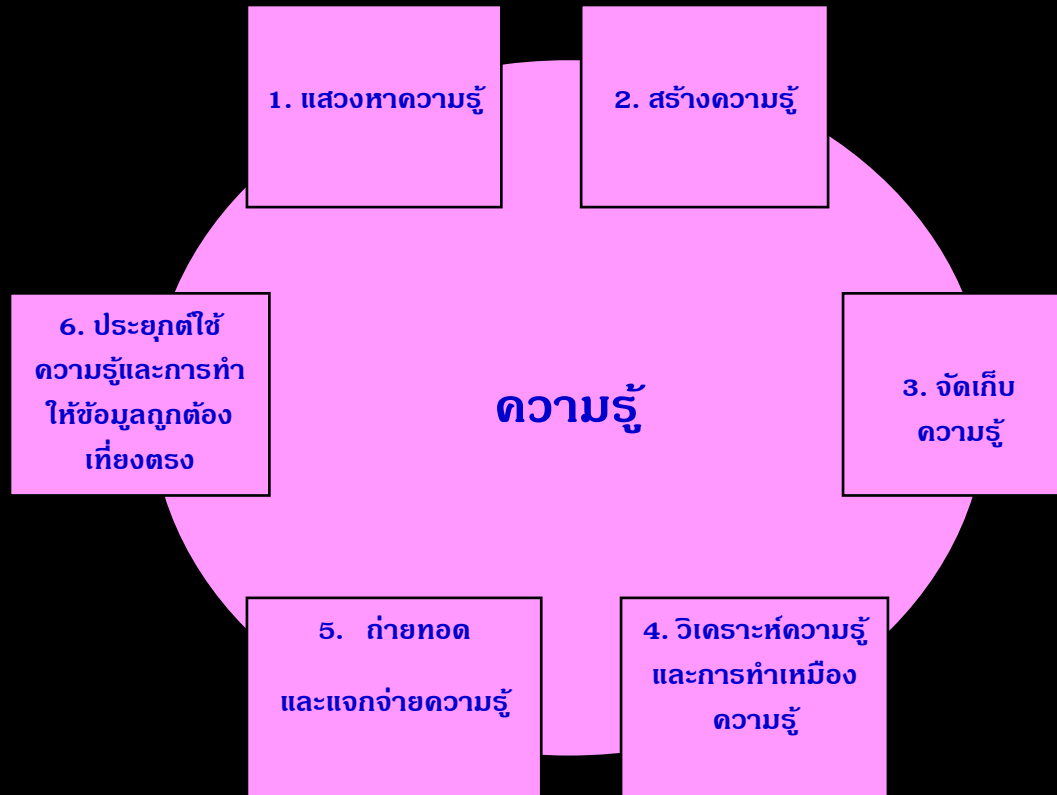 1. แสวงหาความรู้
2. สร้างความรู้
ความรู้
3. จัดเก็บ
ความรู้
4. วิเคราะห์ความรู้
และการทำเหมือง
ความรู้
5. ถ่ายทอด
และแจกจ่ายความรู้
6. ประยุกต์ใช้
ความรู้และการทำ
ให้ข้อมูลถูกต้อง
เที่ยงตรง